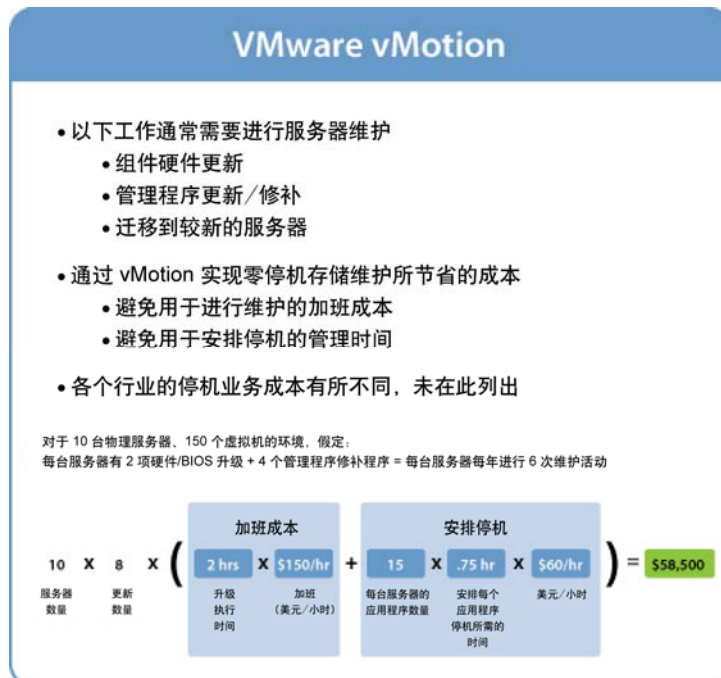 VMware vMotion
• 以下工作通常需要进行服务器维护
• 组件硬件更新
• 管理程序更新/修补
• 迁移到较新的服务器
• 通过 vMotion 实现零停机存储维护所节省的成本
• 避免用于进行维护的加班成本
• 避免用于安排停机的管理时间
• 各个行业的停机业务成本有所不同，未在此列出
对于 10 台物理服务器、150 个虚拟机的环境，假定：
每台服务器有 2 项硬件/BIOS 升级 + 4 个管理程序修补程序 = 每台服务器每年进行 6 次维护活动
加班成本 安排停机
10 x 8 x ( 2 hrs x $150/hr + 15 x .75 hr x $60/hr ) = $58,500
服务器 更新 升级 加班 每台服务器的 安排每个 美元/小时
数量 数量 执行 （美元/小时） 应用程序数量 应用程序
时间 停机所需的
时间